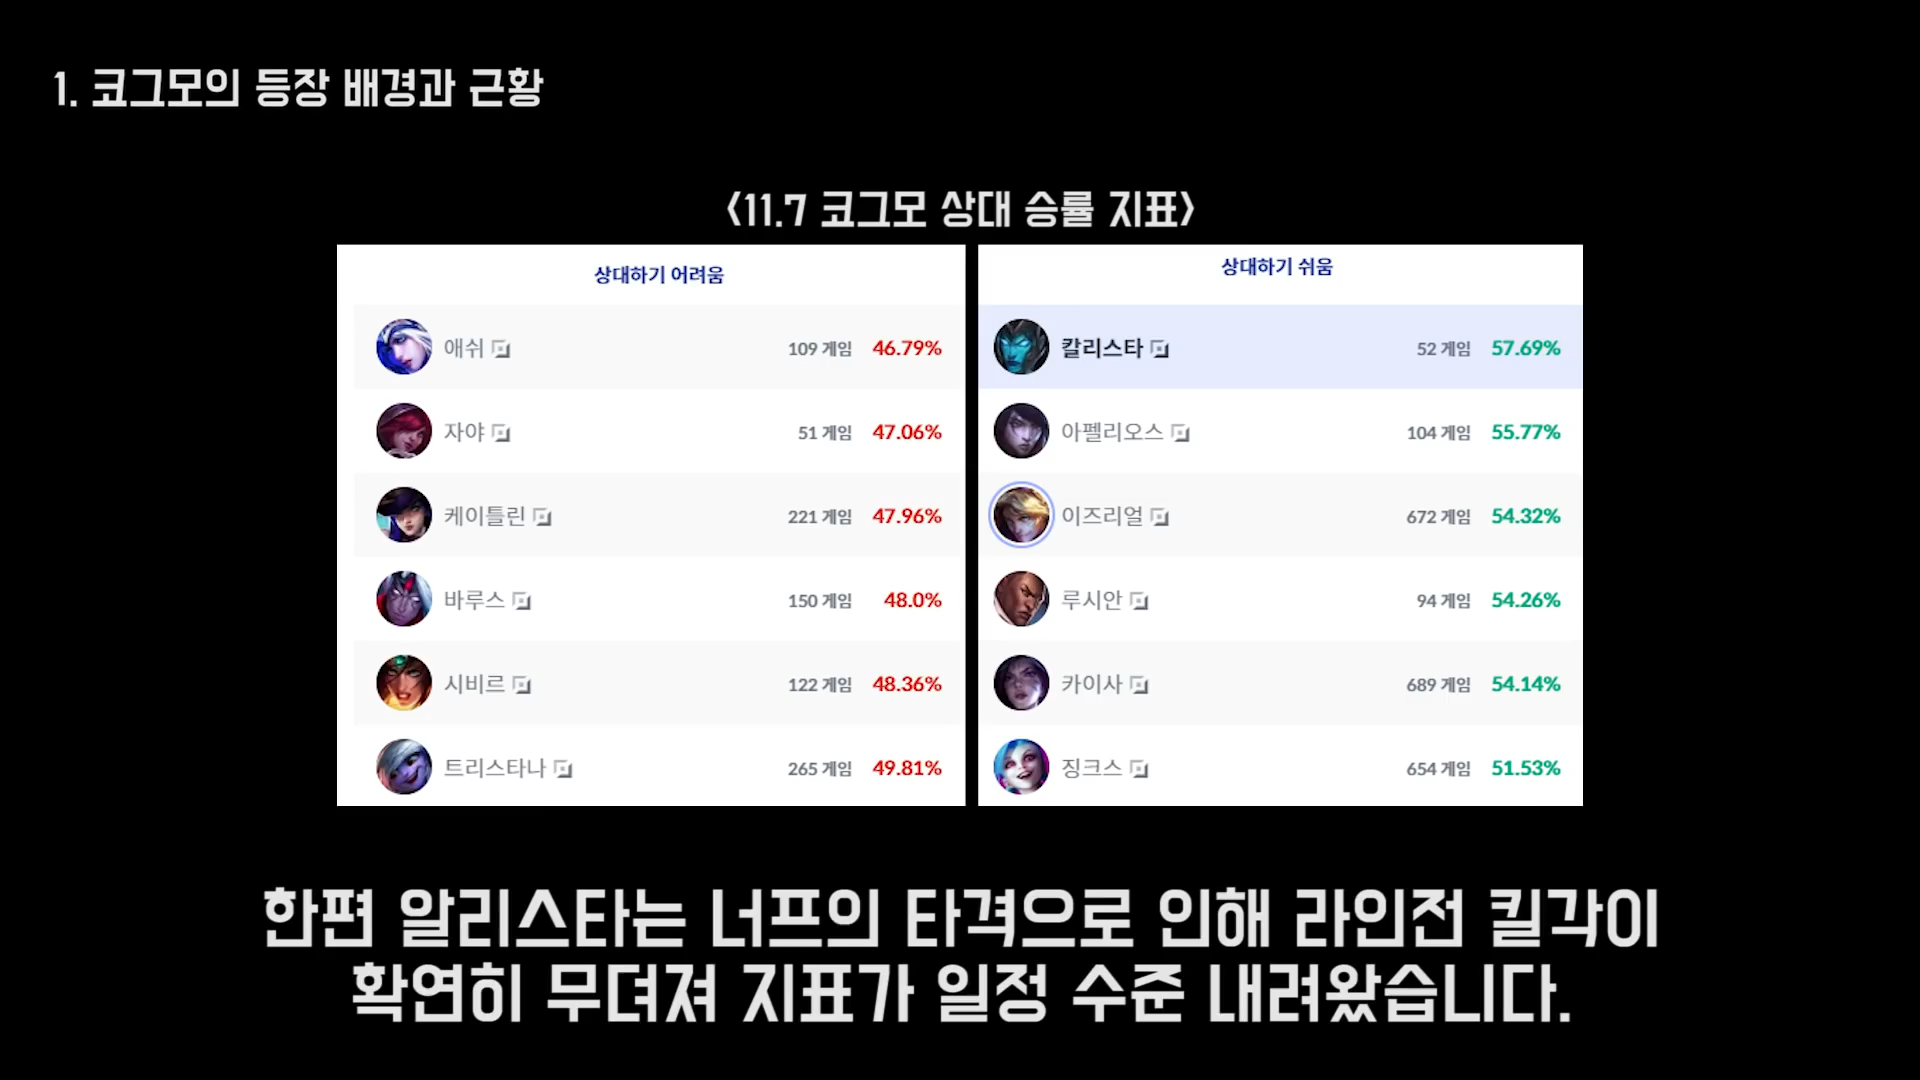 1. 코그모의 등장 배경과 근황
<11.7 코그모 상대 승률 지표>
상대하기 어려움
애쉬 109 게임 46.79%
자야 51 게임 47.06%
케이틀린 221 게임 47.96%
바루스 150 게임 48.0%
시비르 122 게임 48.36%
트리스타나 265 게임 49.81%
상대하기 쉬움
칼리스타 52 게임 57.69%
아펠리오스 104 게임 55.77%
이즈리얼 672 게임 54.32%
루시안 94 게임 54.26%
카이사 689 게임 54.14%
징크스 654 게임 51.53%
한편 알리스타는 너프의 타격으로 인해 라인전 킬각이
확연히 무뎌져 지표가 일정 수준 내려왔습니다.